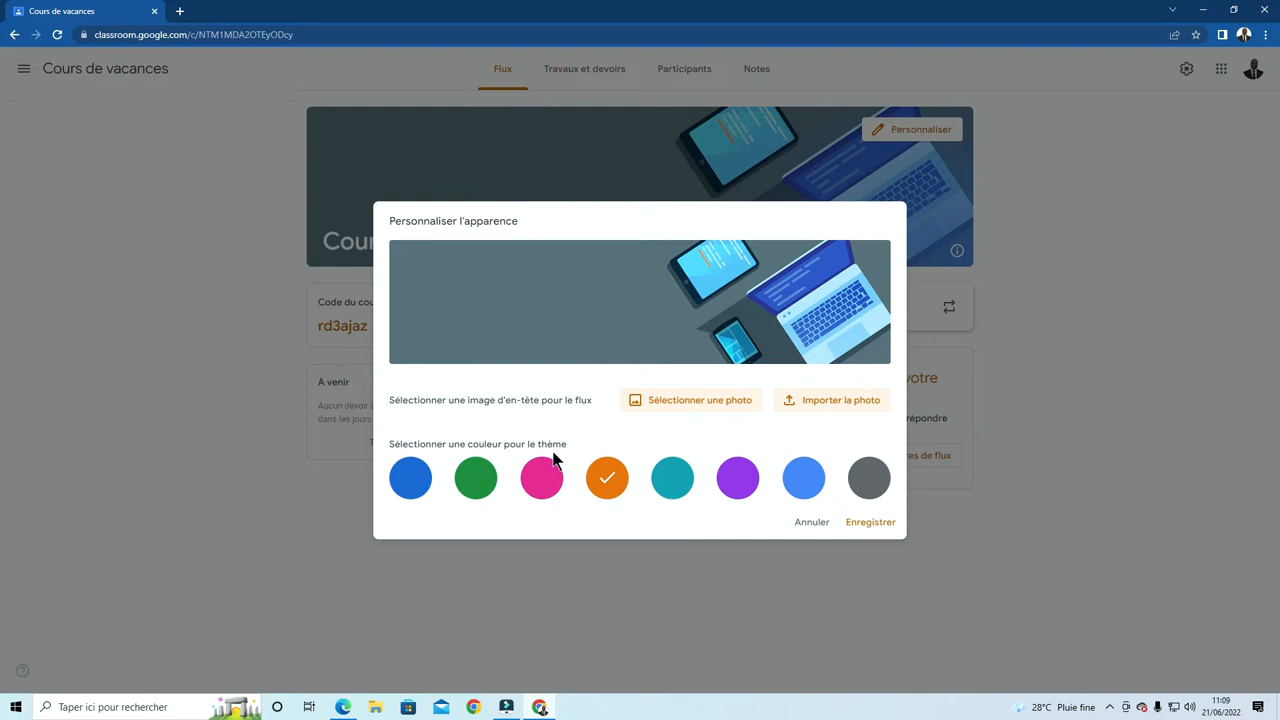 Cours de vacances
classroom.google.com/c/NTM1MDA2OTEyODcy
Cours de vacances
Flux
Travaux et devoirs
Participants
Notes
Personnaliser
Personnaliser l'apparence
Cou
Code du cou
rd3ajaz
À venir
Aucun devoir à
dans les jours
T
votre
répondre
es de flux
Sélectionner une image d'en-tête pour le flux
Sélectionner une photo
Importer la photo
Sélectionner une couleur pour le thème
Annuler
Enregistrer
Taper ici pour rechercher
28°C Pluie fine
11:09
21/06/2022